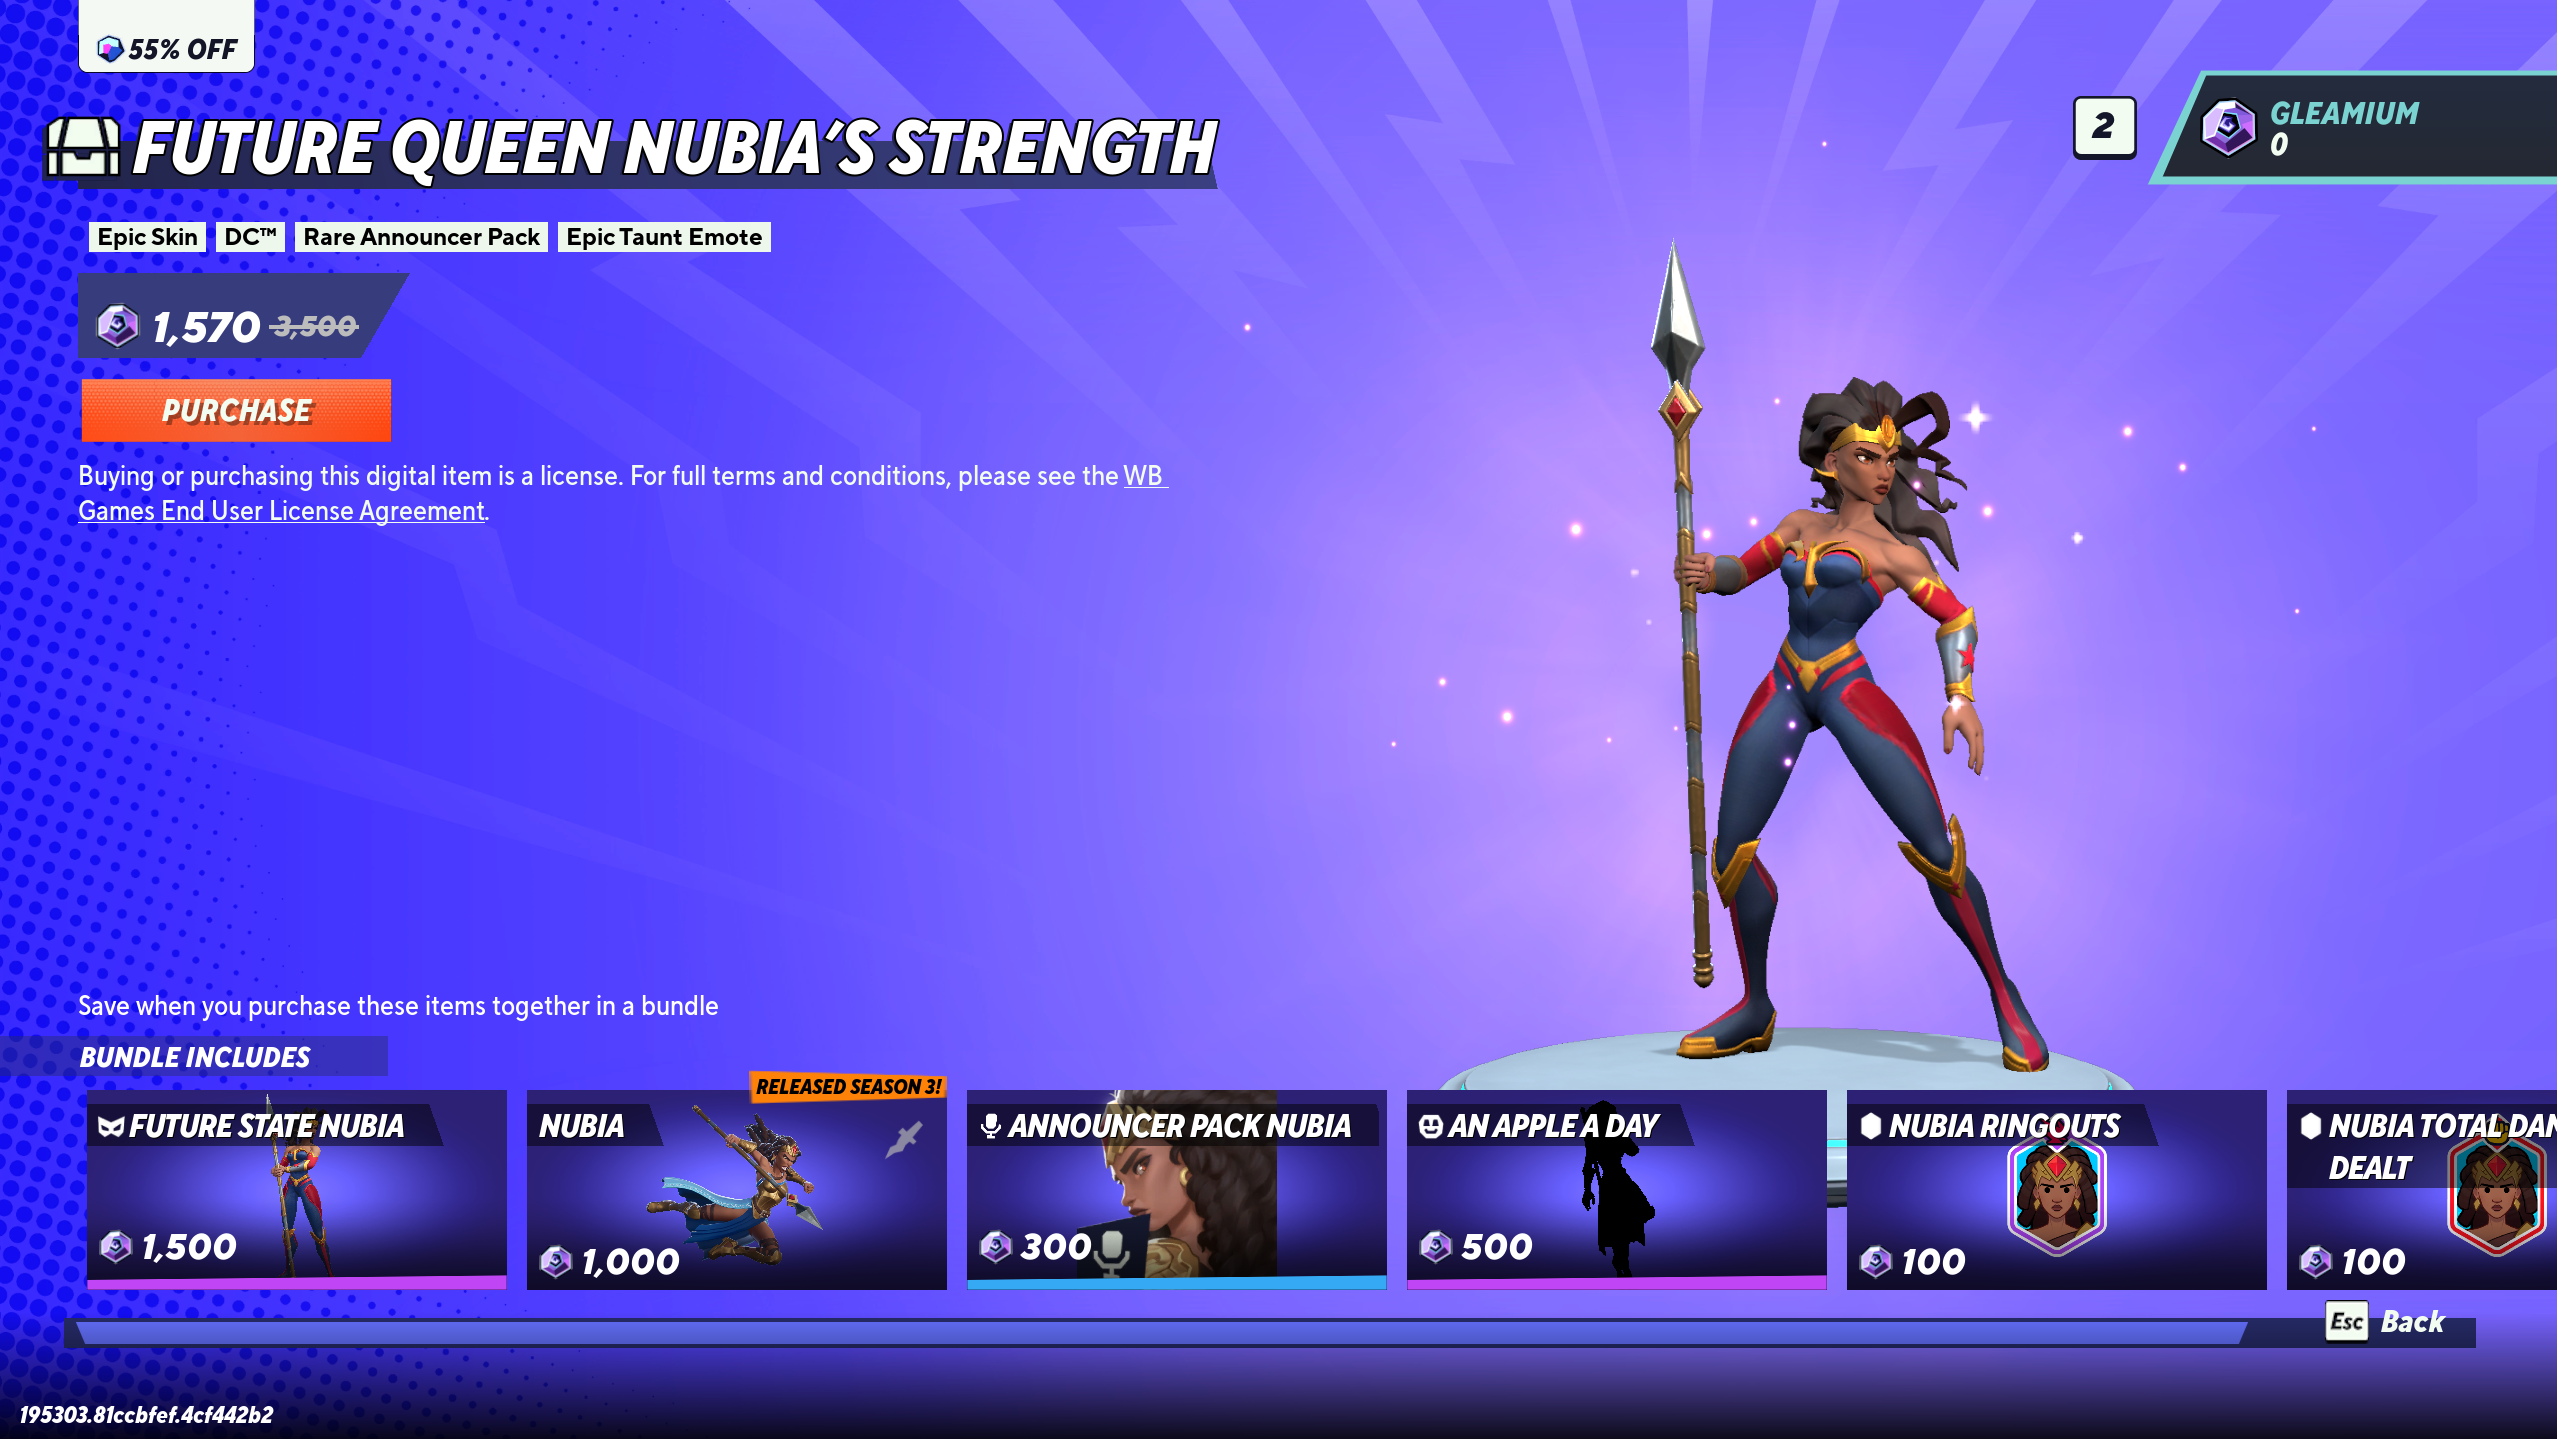 55% OFF
FUTURE QUEEN NUBIA'S STRENGTH
2
GLEAMIUM
0
Epic Skin
DC™
Rare Announcer Pack
Epic Taunt Emote
1,570 3,500
PURCHASE
Buying or purchasing this digital item is a license. For full terms and conditions, please see the WB
Games End User License Agreement.
Save when you purchase these items together in a bundle
BUNDLE INCLUDES
FUTURE STATE NUBIA
1,500
RELEASED SEASON 3!
NUBIA
1,000
ANNOUNCER PACK NUBIA
300
AN APPLE A DAY
500
NUBIA RINGOUTS
100
NUBIA TOTAL
DEALT
100
Esc Back
195303.81ccbfef.4cf442b2